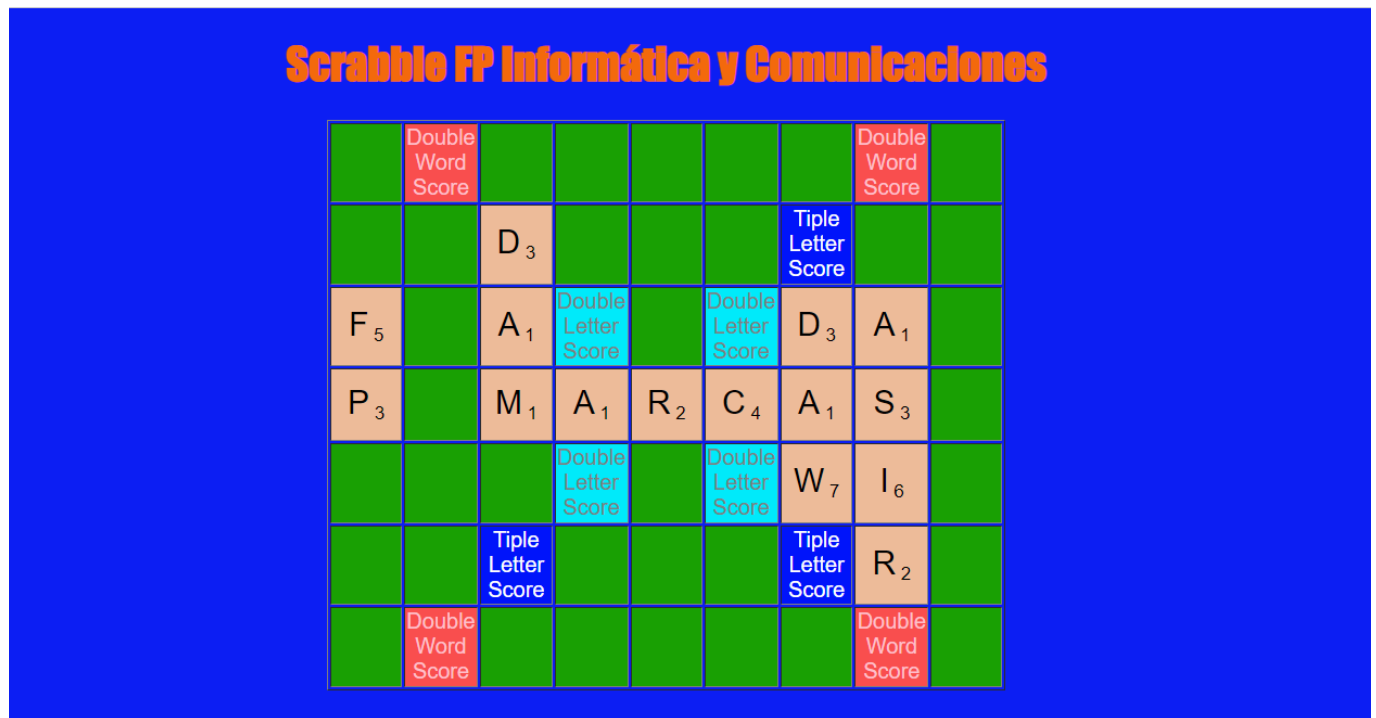 Scrabble FP Informática y Comunicaciones
Double
Word
Score
Double
Word
Score
D 3
Tiple
Letter
Score
F 5
A 1
Double
Letter
Score
Double
Letter
Score
D 3
A 1
P 3
M 1
A 1
R 2
C 4
A 1
S 3
Double
Letter
Score
Double
Letter
Score
W 7
I 6
Tiple
Letter
Score
Tiple
Letter
Score
R 2
Double
Word
Score
Double
Word
Score